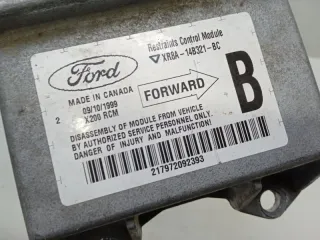 Ford
Restraints Control Module
XR8A-14B321-BC
MADE IN CANADA
09/10/1999
2 X200 RCM
FORWARD
B
DISASSEMBLY OF MODULE FROM VEHICLE
BY AUTHORIZED SERVICE PERSONNEL ONLY.
DANGER OF INJURY AND MALFUNCTION!
217972092393